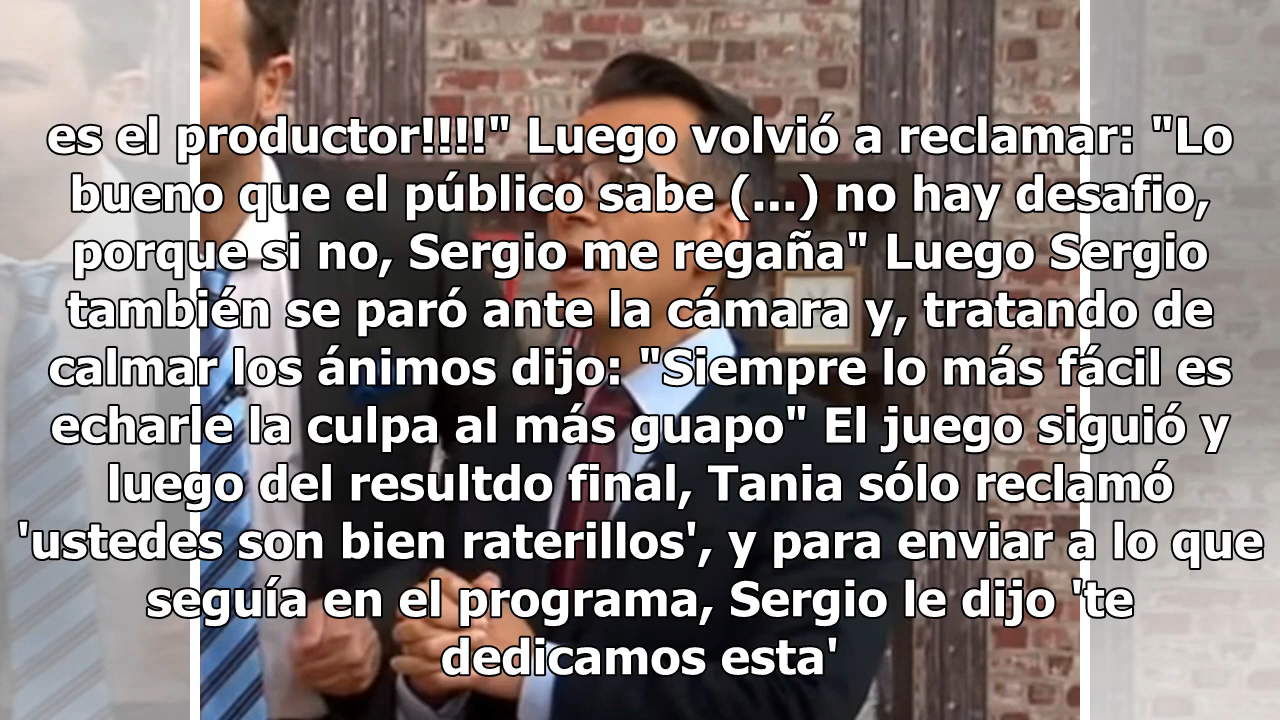 es el productor!!!!" Luego volvió a reclamar: "Lo
bueno que el público sabe (...) no hay desafio,
porque si no, Sergio me regaña" Luego Sergio
también se paró ante la cámara y, tratando de
calmar los ánimos dijo: "Siempre lo más fácil es
echarle la culpa al más guapo" El juego siguió y
luego del resultdo final, Tania sólo reclamó
'ustedes son bien raterillos', y para enviar a lo que
seguía en el programa, Sergio le dijo 'te
dedicamos esta'